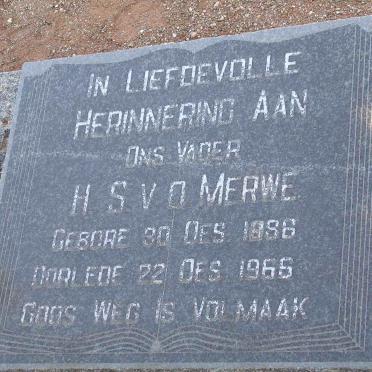 IN LIEFDEVOLLE
HERINNERING AAN
ONS VADER
H. S. V. D. MERWE
GEBORE 30 DES. 1886
OORLEDE 22 DES. 1965
GODS WEG IS VOLMAAK